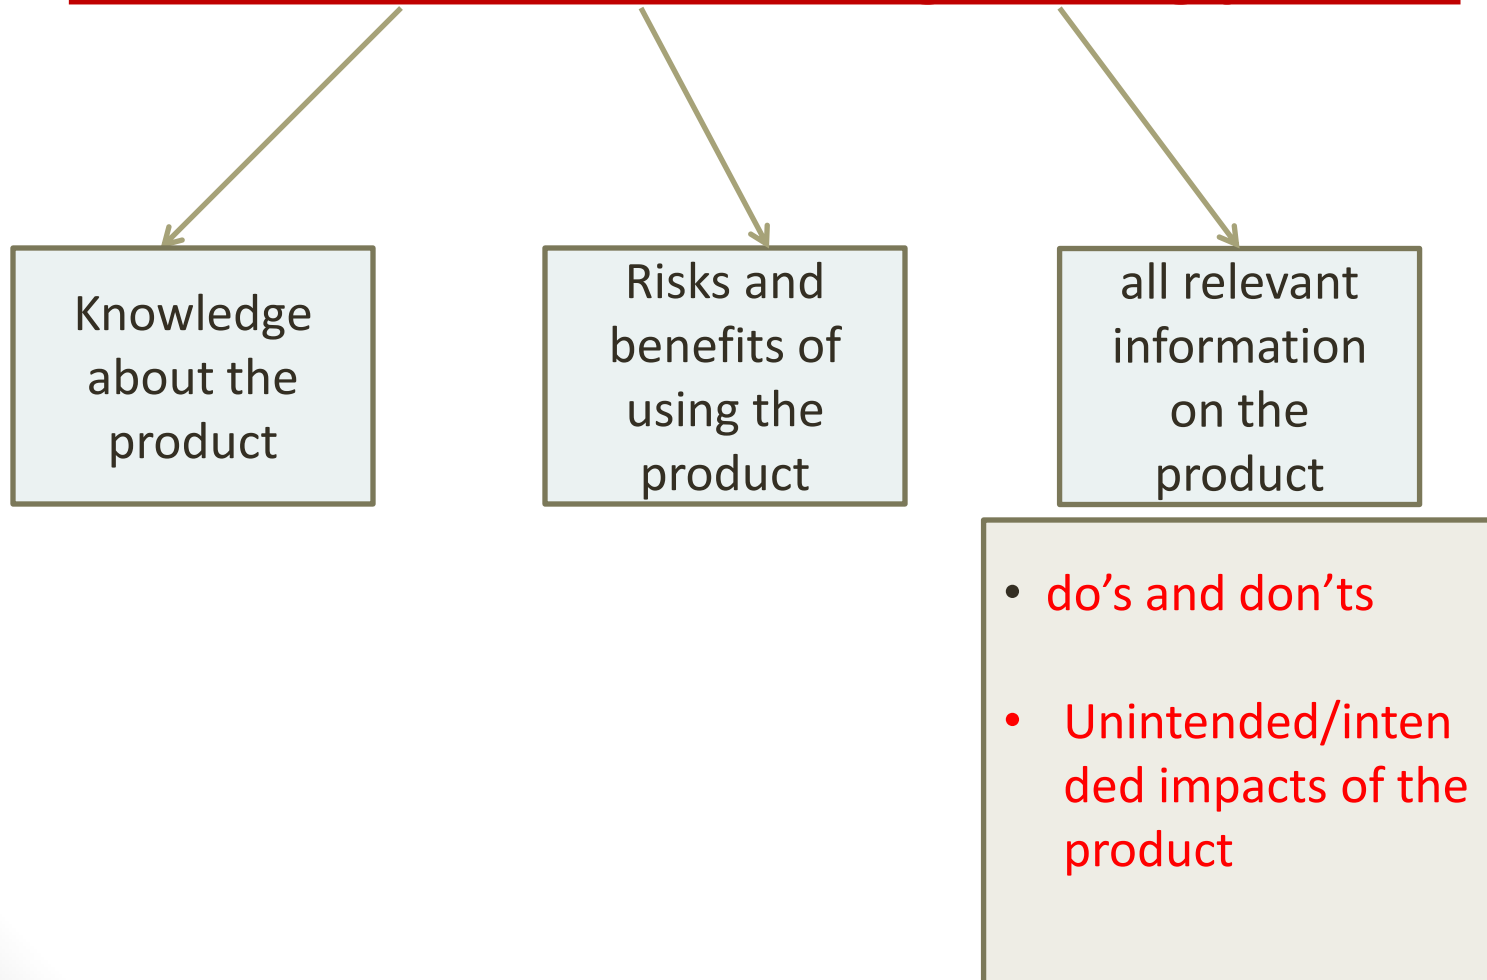 Knowledge
about the
product
Risks and
benefits of
using the
product
all relevant
information
on the
product
• do’s and don’ts
• Unintended/inten
ded impacts of the
product